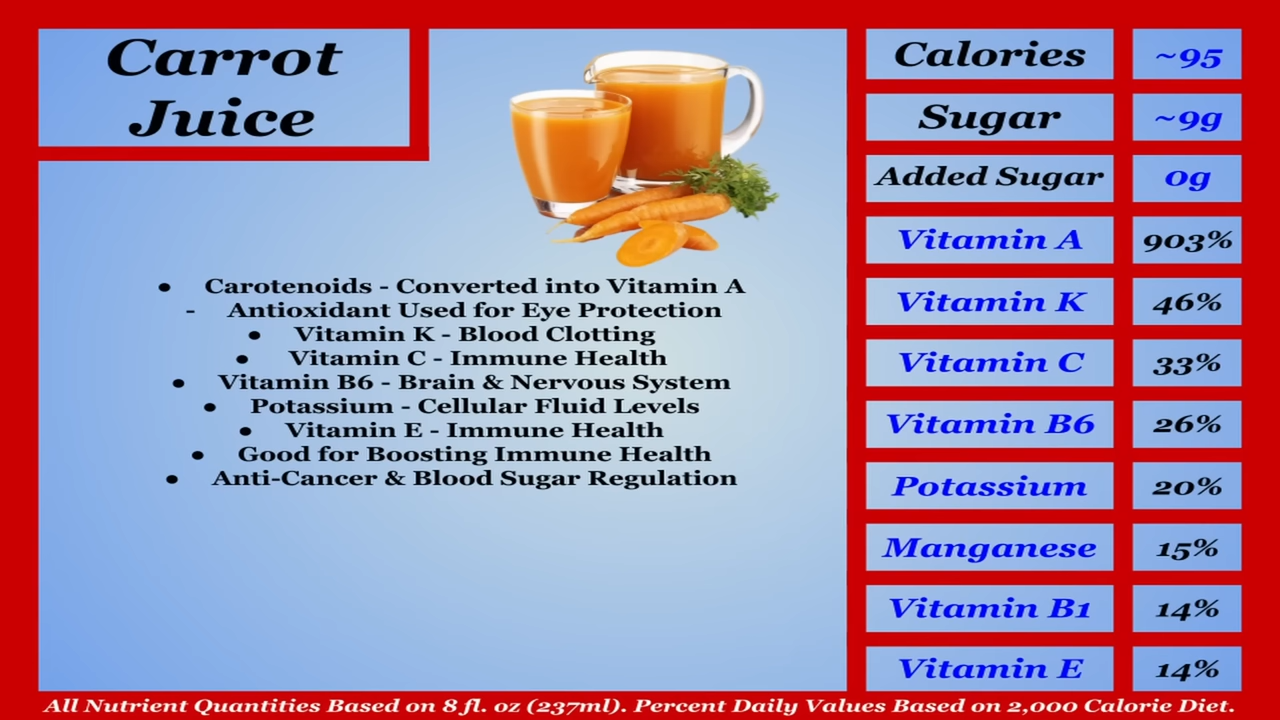 Carrot
Juice
● Carotenoids - Converted into Vitamin A
- Antioxidant Used for Eye Protection
● Vitamin K - Blood Clotting
● Vitamin C - Immune Health
● Vitamin B6 - Brain & Nervous System
● Potassium - Cellular Fluid Levels
● Vitamin E - Immune Health
● Good for Boosting Immune Health
● Anti-Cancer & Blood Sugar Regulation
Calories ~95
Sugar ~9g
Added Sugar 0g
Vitamin A 903%
Vitamin K 46%
Vitamin C 33%
Vitamin B6 26%
Potassium 20%
Manganese 15%
Vitamin B1 14%
Vitamin E 14%
All Nutrient Quantities Based on 8 fl. oz (237ml). Percent Daily Values Based on 2,000 Calorie Diet.